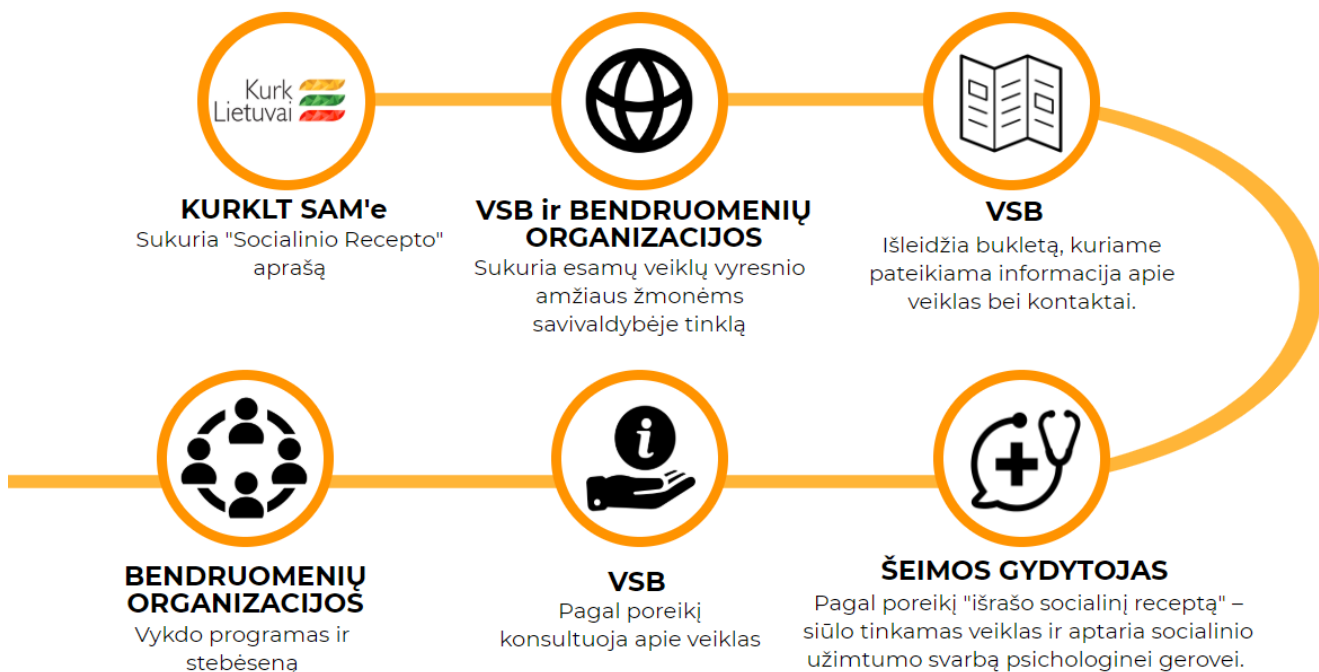 Kurk
Lietuvai
KURKLT SAM'e
Sukuria "Socialinio Recepto"
aprašą
VSB ir BENDRUOMENIŲ
ORGANIZACIJOS
Sukuria esamų veiklų vyresnio
amžiaus žmonėms
savivaldybėje tinklą
VSB
Išleidžia bukletą, kuriame
pateikiama informacija apie
veiklas bei kontaktai.
ŠEIMOS GYDYTOJAS
Pagal poreikį "išrašo socialinį receptą" –
siūlo tinkamas veiklas ir aptaria socialinio
užimtumo svarbą psichologinei gerovei.
i
VSB
Pagal poreikį
konsultuoja apie veiklas
BENDRUOMENIŲ
ORGANIZACIJOS
Vykdo programas ir
stebėseną